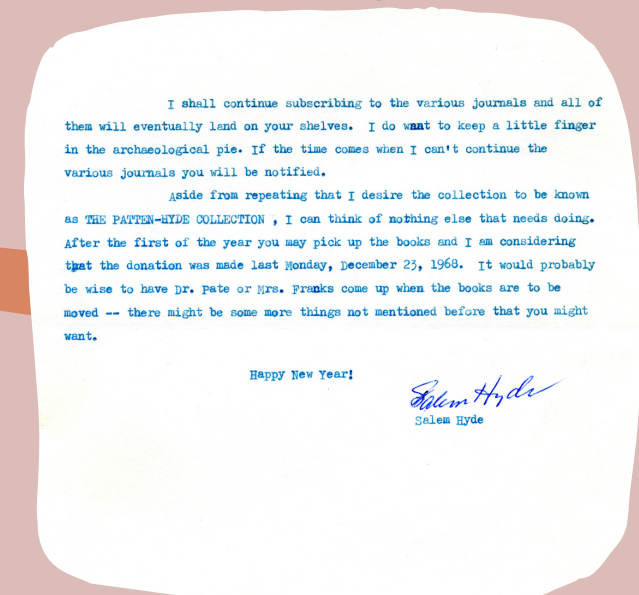 I shall continue subscribing to the various journals and all of
them will eventually land on your shelves. I do want to keep a little finger
in the archaeological pie. If the time comes when I can't continue the
various journals you will be notified.
Aside from repeating that I desire the collection to be known
as THE PATTEN-HYDE COLLECTION , I can think of nothing else that needs doing.
After the first of the year you may pick up the books and I am considering
that the donation was made last Monday, December 23, 1968. It would probably
be wise to have Dr. Pate or Mrs. Franks come up when the books are to be
moved -- there might be some more things not mentioned before that you might
want.
Happy New Year!
Salem Hyde
Salem Hyde